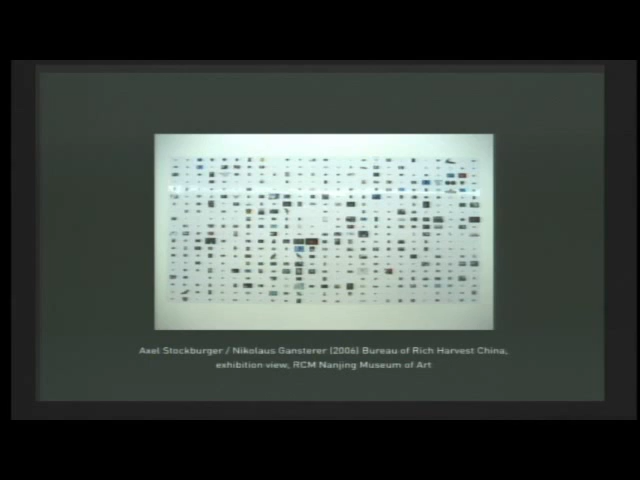 Axel Stockburger / Nikolaus Gansterer (2006) Bureau of Rich Harvest China,
exhibition view, RCM Nanjing Museum of Art